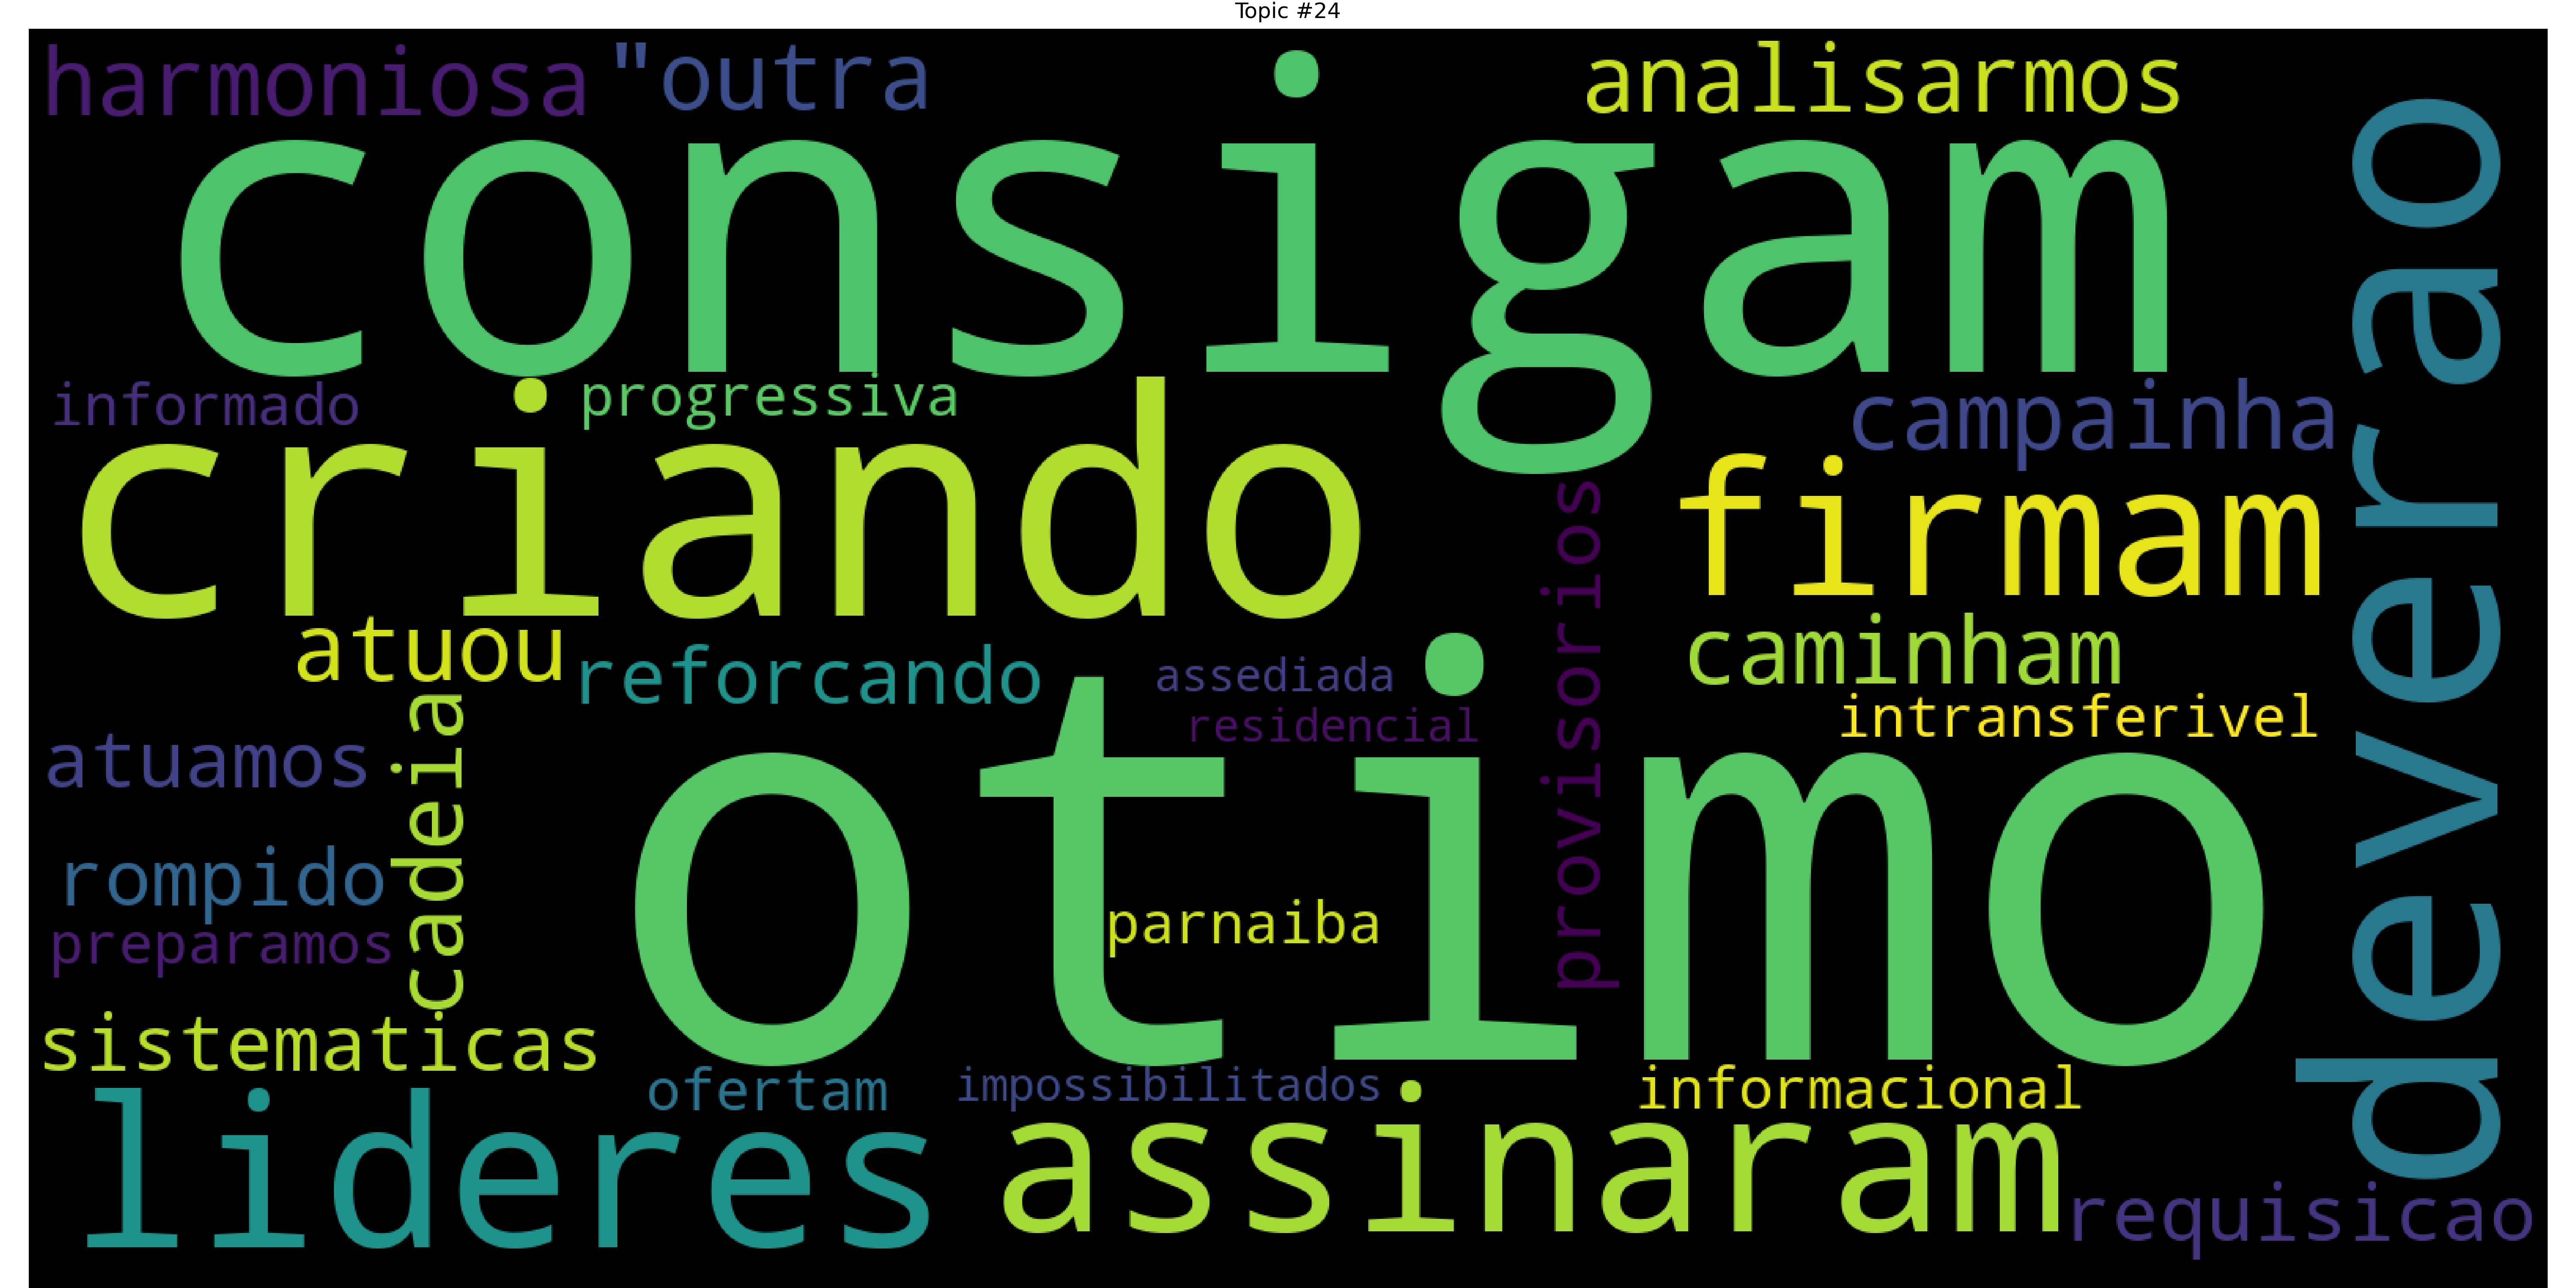 Topic #24
harmoniosa
"outra
analisarmos
consigam
deverao
informado
progressiva
campainha
criando
firmam
provisorios
atuou
reforcando
assediada
caminham
residencial
intransferivel
atuamos
cadeia
otimo
rompido
parnaiba
preparamos
sistematicas
ofertam
impossibilitados
informacional
lideres
assinaram
requisicao